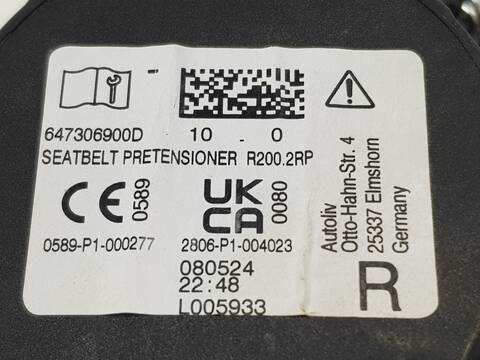 647306900D 10 - 0
SEATBELT PRETENSIONER R200.2RP
CE 0589
UK
CA 0080
0589-P1-000277 2806-P1-004023
080524
22:48
L005933
Autoliv
Otto-Hahn-Str. 4
25337 Elmshorn
Germany
R